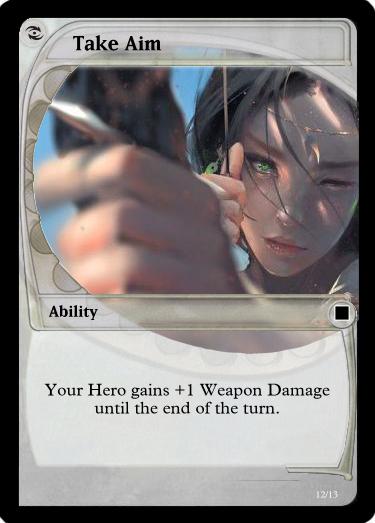 Take Aim
Ability
Your Hero gains +1 Weapon Damage
until the end of the turn.
12/13